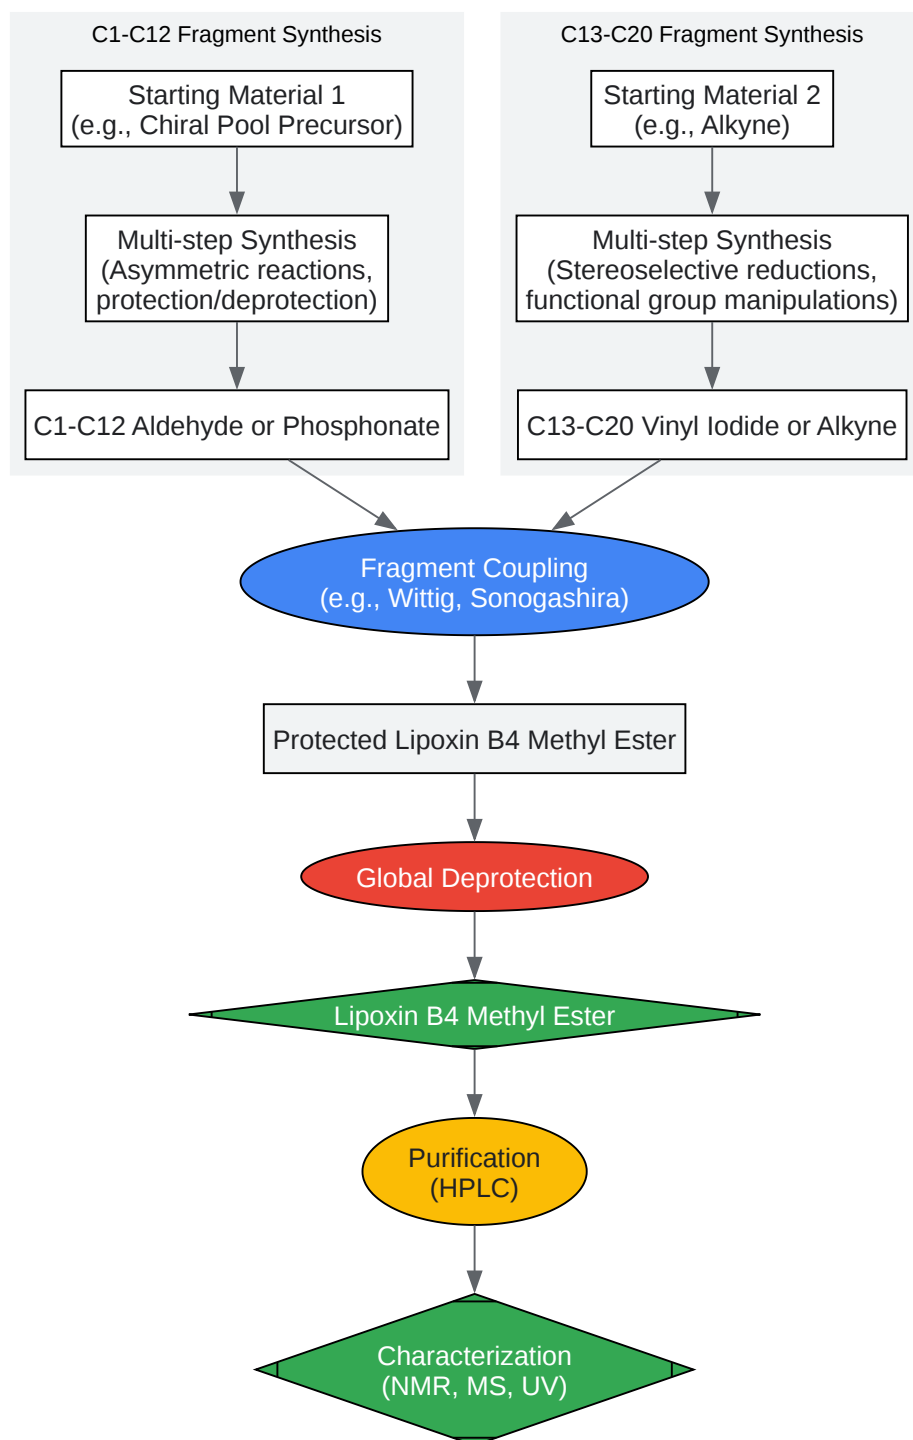 C1-C12 Fragment Synthesis
Starting Material 1
(e.g., Chiral Pool Precursor)
Multi-step Synthesis
(Asymmetric reactions,
protection/deprotection)
C1-C12 Aldehyde or Phosphonate
C13-C20 Fragment Synthesis
Starting Material 2
(e.g., Alkyne)
Multi-step Synthesis
(Stereoselective reductions,
functional group manipulations)
C13-C20 Vinyl Iodide or Alkyne
Fragment Coupling
(e.g., Wittig, Sonogashira)
Protected Lipoxin B4 Methyl Ester
Global Deprotection
Lipoxin B4 Methyl Ester
Purification
(HPLC)
Characterization
(NMR, MS, UV)